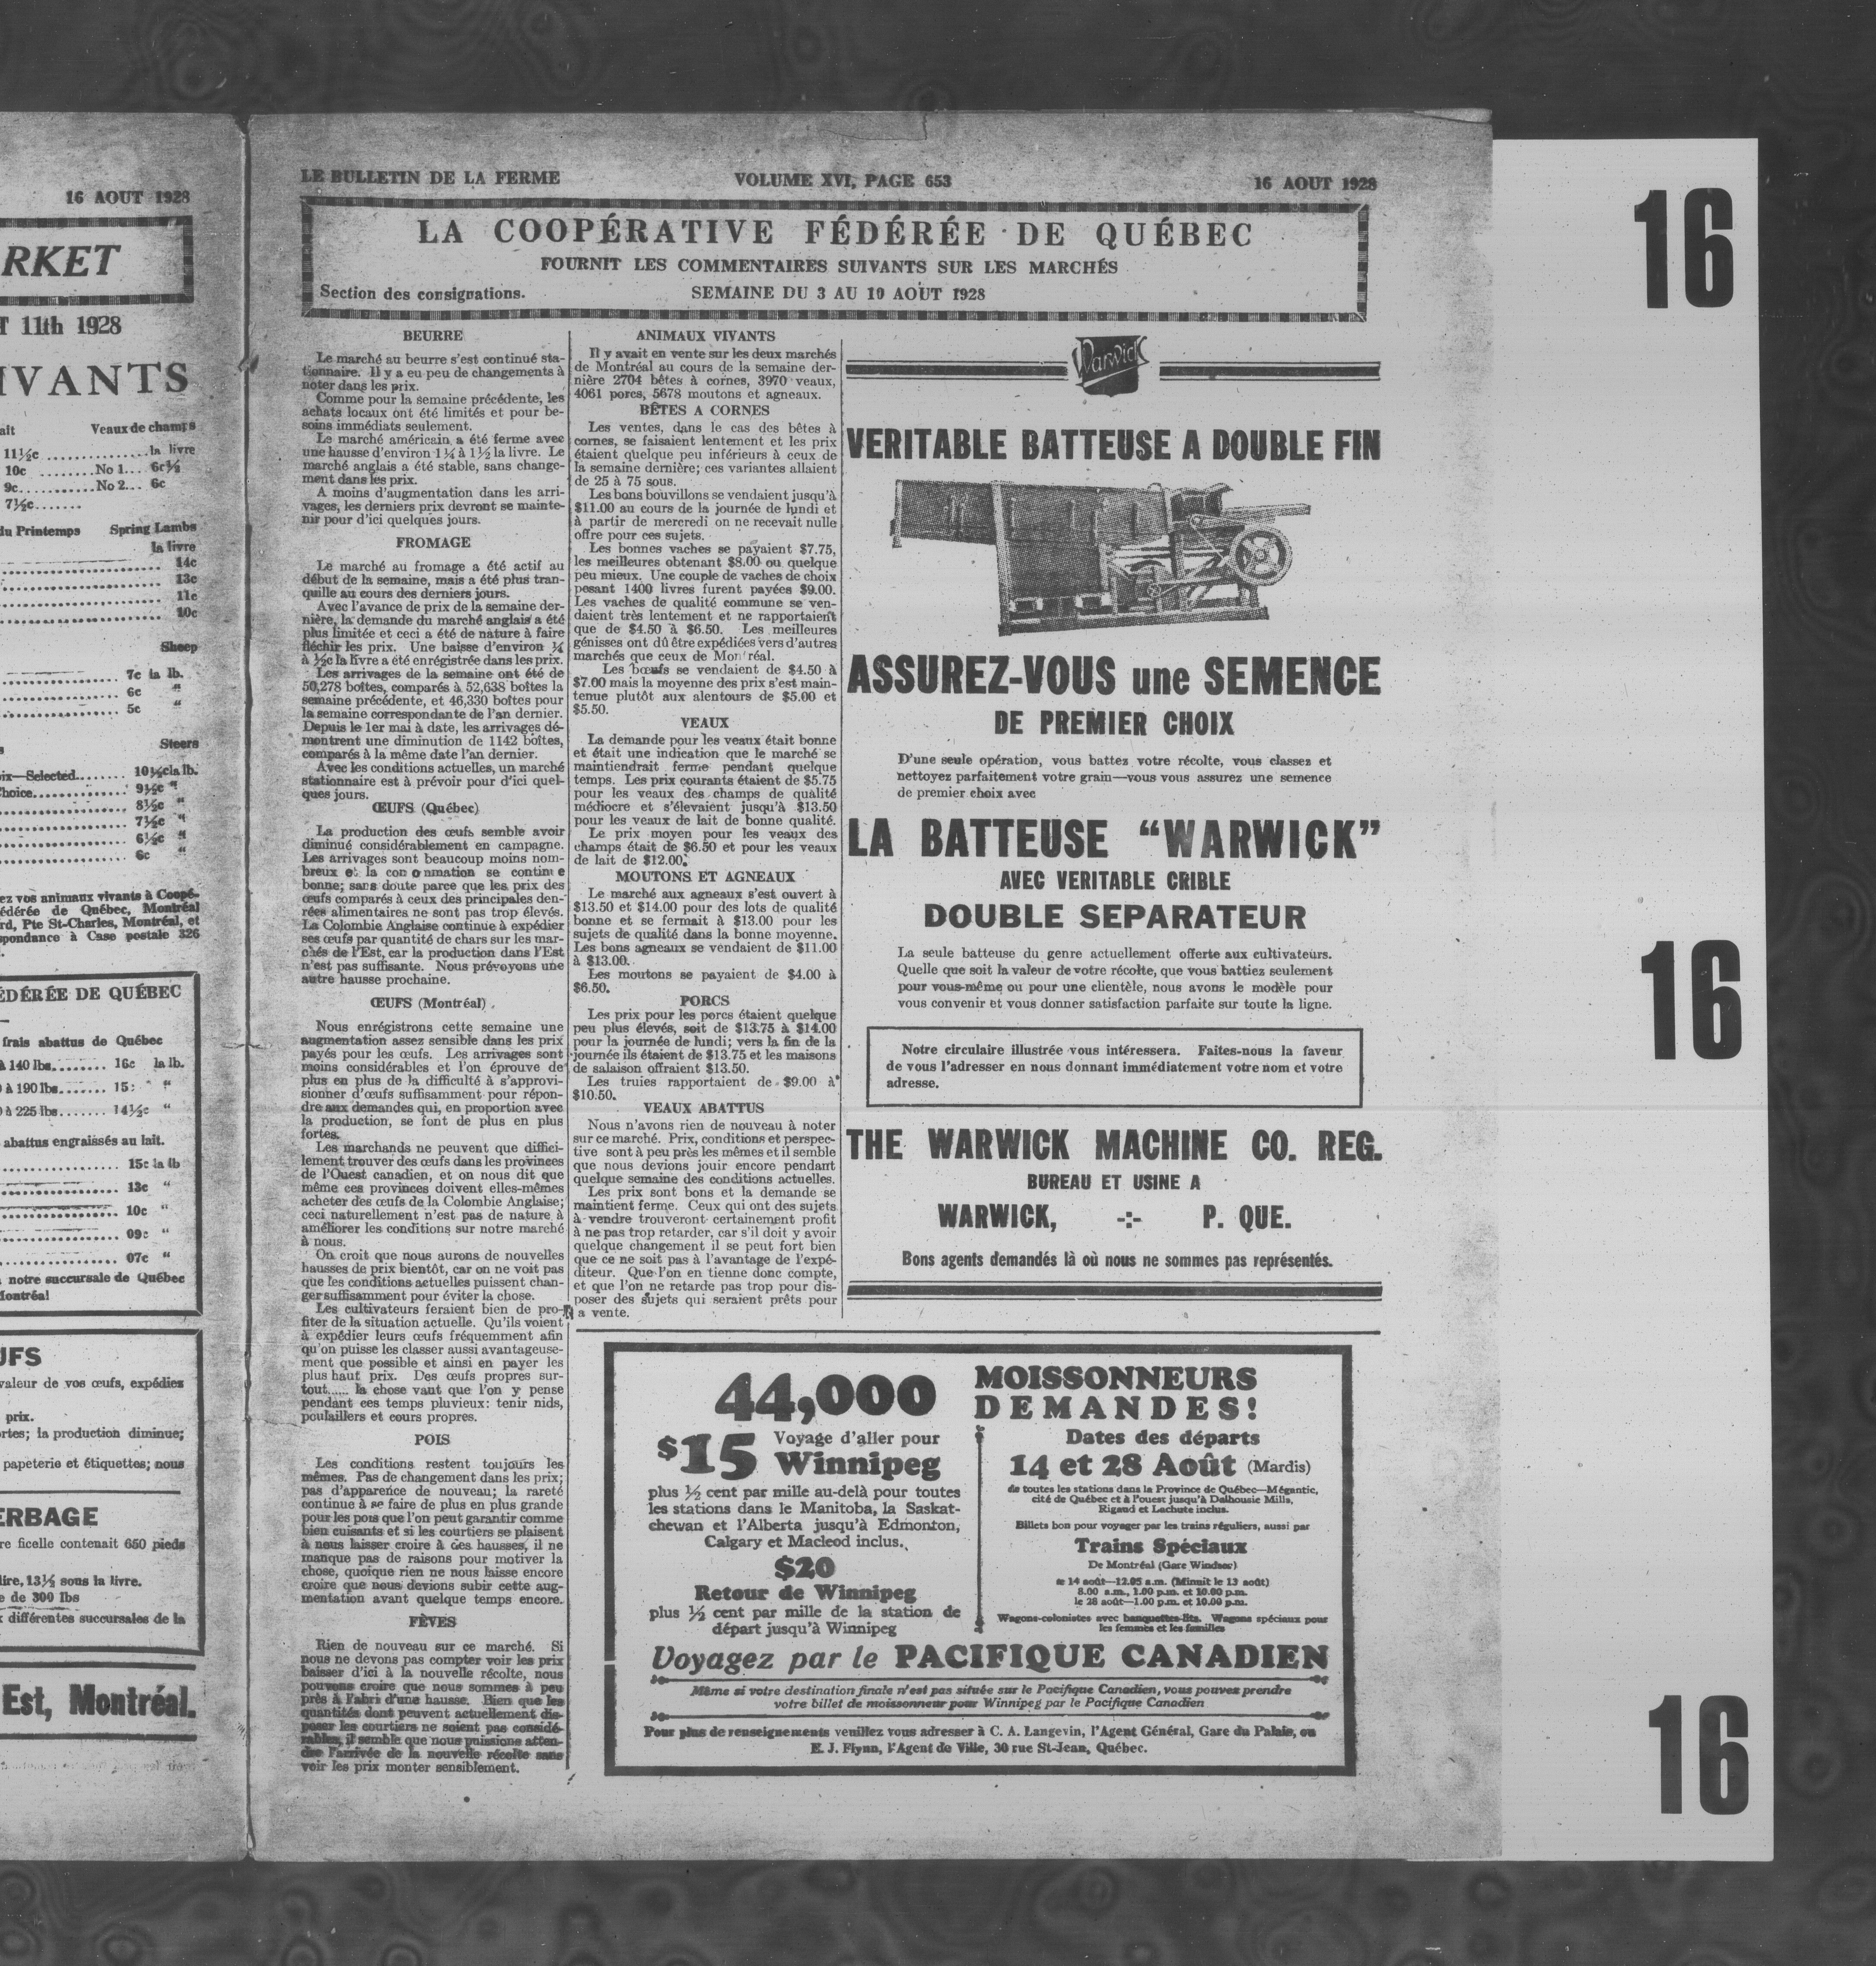 16 AOUT 1928
RKET
T 11th 1928
IVANTS
ait Veaux de champs
11½c la livre
10c No 1... 6c½
9c No 2... 6c
7½c
du Printemps Spring Lambs
la livre
14c
13c
11c
10c
Sheep
7c la lb.
6c "
5c "
Steers
oix—Selected 10½c la lb.
Choice 9½c "
8½c "
7½c "
6½c "
6c "
ez vos animaux vivants à Coopé-
édérée de Québec, Montréal
rd, Pte St-Charles, Montréal, et
spondance à Case postale 326
ÉDÉRÉE DE QUÉBEC
frais abattus de Québec
à 140 lbs 16c la lb.
à 190 lbs 15: "
à 225 lbs 14½c "
abattus engraissés au lait.
15c la lb
13c "
10c "
09c "
07c "
notre succursale de Québec
Montréal
UFS
valeur de vos œufs, expédiez
prix.
rtes; la production diminue;
papeterie et étiquettes; nous
ERBAGE
re ficelle contenait 650 pieds
lire, 13½ sous la livre.
e de 300 lbs
x différentes succursales de la
Est, Montréal.
LE BULLETIN DE LA FERME VOLUME XVI, PAGE 653 16 AOUT 1928
LA COOPÉRATIVE FÉDÉRÉE DE QUÉBEC
FOURNIT LES COMMENTAIRES SUIVANTS SUR LES MARCHÉS
Section des consignations. SEMAINE DU 3 AU 10 AOUT 1928
BEURRE
Le marché au beurre s'est continué sta-
tionnaire. Il y a eu peu de changements à
noter dans les prix.
Comme pour la semaine précédente, les
achats locaux ont été limités et pour be-
soins immédiats seulement.
Le marché américain a été ferme avec
une hausse d'environ 1¼ à 1½ la livre. Le
marché anglais a été stable, sans change-
ment dans les prix.
A moins d'augmentation dans les arri-
vages, les derniers prix devront se mainte-
nir pour d'ici quelques jours.
FROMAGE
Le marché au fromage a été actif au
début de la semaine, mais a été plus tran-
quille au cours des derniers jours.
Avec l'avance de prix de la semaine der-
nière, la demande du marché anglais a été
plus limitée et ceci a été de nature à faire
fléchir les prix. Une baisse d'environ ¼
à ½c la livre a été enrégistrée dans les prix.
Les arrivages de la semaine ont été de
50,278 boîtes, comparés à 52,638 boîtes la
semaine précédente, et 46,330 boîtes pour
la semaine correspondante de l'an dernier.
Depuis le 1er mai à date, les arrivages dé-
montrent une diminution de 1142 boîtes,
comparés à la même date l'an dernier.
Avec les conditions actuelles, un marché
stationnaire est à prévoir pour d'ici quel-
ques jours.
ŒUFS (Québec)
La production des œufs semble avoir
diminué considérablement en campagne.
Les arrivages sont beaucoup moins nom-
breux et la con o nmation se continue
bonne; sans doute parce que les prix des
œufs comparés à ceux des principales den-
rées alimentaires ne sont pas trop élevés.
La Colombie Anglaise continue à expédier
ses œufs par quantité de chars sur les mar-
chés de l'Est, car la production dans l'Est
n'est pas suffisante. Nous prévoyons une
autre hausse prochaine.
ŒUFS (Montréal)
Nous enrégistrons cette semaine une
augmentation assez sensible dans les prix
payés pour les œufs. Les arrivages sont
moins considérables et l'on éprouve de
plus en plus de la difficulté à s'approvi-
sionner d'œufs suffisamment pour répon-
dre aux demandes qui, en proportion avec
la production, se font de plus en plus
fortes.
Les marchands ne peuvent que diffici-
lement trouver des œufs dans les provinces
de l'Ouest canadien, et on nous dit que
même ces provinces doivent elles-mêmes
acheter des œufs de la Colombie Anglaise;
ceci naturellement n'est pas de nature à
améliorer les conditions sur notre marché
à nous.
On croit que nous aurons de nouvelles
hausses de prix bientôt, car on ne voit pas
que les conditions actuelles puissent chan-
ger suffisamment pour éviter la chose.
Les cultivateurs feraient bien de pro-
fiter de la situation actuelle. Qu'ils voient
à expédier leurs œufs fréquemment afin
qu'on puisse les classer aussi avantageuse-
ment que possible et ainsi en payer les
plus haut prix. Des œufs propres sur-
tout...... la chose vaut que l'on y pense
pendant ces temps pluvieux: tenir nids,
poulaillers et cours propres.
POIS
Les conditions restent toujours les
mêmes. Pas de changement dans les prix;
pas d'apparence de nouveau; la rareté
continue à se faire de plus en plus grande
pour les pois que l'on peut garantir comme
bien cuisants et si les courtiers se plaisent
à nous laisser croire à des hausses, il ne
manque pas de raisons pour motiver la
chose, quoique rien ne nous laisse encore
croire que nous devions subir cette aug-
mentation avant quelque temps encore.
FÈVES
Rien de nouveau sur ce marché. Si
nous ne devons pas compter voir les prix
baisser d'ici à la nouvelle récolte, nous
pouvons croire que nous sommes à peu
près à l'abri d'une hausse. Bien que les
quantités dont peuvent actuellement dis-
poser les courtiers ne soient pas considé-
rables, il semble que nous puissions atten-
dre l'arrivée de la nouvelle récolte sans
voir les prix monter sensiblement.
ANIMAUX VIVANTS
Il y avait en vente sur les deux marchés
de Montréal au cours de la semaine der-
nière 2704 bêtes à cornes, 3970 veaux,
4061 porcs, 5678 moutons et agneaux.
BÊTES A CORNES
Les ventes, dans le cas des bêtes à
cornes, se faisaient lentement et les prix
étaient quelque peu inférieurs à ceux de
la semaine dernière; ces variantes allaient
de 25 à 75 sous.
Les bons bouvillons se vendaient jusqu'à
$11.00 au cours de la journée de lundi et
à partir de mercredi on ne recevait nulle
offre pour ces sujets.
Les bonnes vaches se payaient $7.75,
les meilleures obtenant $8.00 ou quelque
peu mieux. Une couple de vaches de choix
pesant 1400 livres furent payées $9.00.
Les vaches de qualité commune se ven-
daient très lentement et ne rapportaient
que de $4.50 à $6.50. Les meilleures
génisses ont dû être expédiées vers d'autres
marchés que ceux de Montréal.
Les bœufs se vendaient de $4.50 à
$7.00 mais la moyenne des prix s'est main-
tenue plutôt aux alentours de $5.00 et
$5.50.
VEAUX
La demande pour les veaux était bonne
et était une indication que le marché se
maintiendrait ferme pendant quelque
temps. Les prix courants étaient de $5.75
pour les veaux des champs de qualité
médiocre et s'élevaient jusqu'à $13.50
pour les veaux de lait de bonne qualité.
Le prix moyen pour les veaux des
champs était de $6.50 et pour les veaux
de lait de $12.00.
MOUTONS ET AGNEAUX
Le marché aux agneaux s'est ouvert à
$13.50 et $14.00 pour des lots de qualité
bonne et se fermait à $13.00 pour les
sujets de qualité dans la bonne moyenne.
Les bons agneaux se vendaient de $11.00
à $13.00.
Les moutons se payaient de $4.00 à
$6.50.
PORCS
Les prix pour les porcs étaient quelque
peu plus élevés, soit de $13.75 à $14.00
pour la journée de lundi; vers la fin de la
journée ils étaient de $13.75 et les maisons
de salaison offraient $13.50.
Les truies rapportaient de $9.00 à
$10.50.
VEAUX ABATTUS
Nous n'avons rien de nouveau à noter
sur ce marché. Prix, conditions et perspec-
tive sont à peu près les mêmes et il semble
que nous devions jouir encore pendant
quelque semaine des conditions actuelles.
Les prix sont bons et la demande se
maintient ferme. Ceux qui ont des sujets
à vendre trouveront certainement profit
à ne pas trop retarder, car s'il doit y avoir
quelque changement il se peut fort bien
que ce ne soit pas à l'avantage de l'expé-
diteur. Que l'on en tienne donc compte,
et que l'on ne retarde pas trop pour dis-
poser des sujets qui seraient prêts pour
a vente.
Warwick
VERITABLE BATTEUSE A DOUBLE FIN
ASSUREZ-VOUS une SEMENCE
DE PREMIER CHOIX
D'une seule opération, vous battez votre récolte, vous classez et
nettoyez parfaitement votre grain—vous vous assurez une semence
de premier choix avec
LA BATTEUSE "WARWICK"
AVEC VERITABLE CRIBLE
DOUBLE SEPARATEUR
La seule batteuse du genre actuellement offerte aux cultivateurs.
Quelle que soit la valeur de votre récolte, que vous battiez seulement
pour vous-même ou pour une clientèle, nous avons le modèle pour
vous convenir et vous donner satisfaction parfaite sur toute la ligne.
Notre circulaire illustrée vous intéressera. Faites-nous la faveur
de vous l'adresser en nous donnant immédiatement votre nom et votre
adresse.
THE WARWICK MACHINE CO. REG.
BUREAU ET USINE A
WARWICK, -:- P. QUE.
Bons agents demandés là où nous ne sommes pas représentés.
44,000 MOISSONNEURS
DEMANDES!
$15 Voyage d'aller pour
Winnipeg
plus ½ cent par mille au-delà pour toutes
les stations dans le Manitoba, la Saskat-
chewan et l'Alberta jusqu'à Edmonton,
Calgary et Macleod inclus.
$20
Retour de Winnipeg
plus ½ cent par mille de la station de
départ jusqu'à Winnipeg
Dates des départs
14 et 28 Août (Mardis)
de toutes les stations dans la Province de Québec—Mégantic,
cité de Québec et à l'ouest jusqu'à Dalhousie Mills,
Rigaud et Lachute inclus.
Billets bon pour voyager par les trains réguliers, aussi par
Trains Spéciaux
De Montréal (Gare Windsor)
le 14 août—12.05 a.m. (Minuit le 13 août)
8.00 a.m., 1.00 p.m. et 10.00 p.m.
le 28 août—1.00 p.m. et 10.00 p.m.
Wagons-colonistes avec banquettes-lits. Wagons spéciaux pour
les femmes et les familles
Voyagez par le PACIFIQUE CANADIEN
Même si votre destination finale n'est pas située sur le Pacifique Canadien, vous pouvez prendre
votre billet de moissonneur pour Winnipeg par le Pacifique Canadien
Pour plus de renseignements veuillez vous adresser à C. A. Langevin, l'Agent Général, Gare du Palais, ou
E. J. Flynn, l'Agent de Ville, 30 rue St-Jean, Québec.
16
16
16